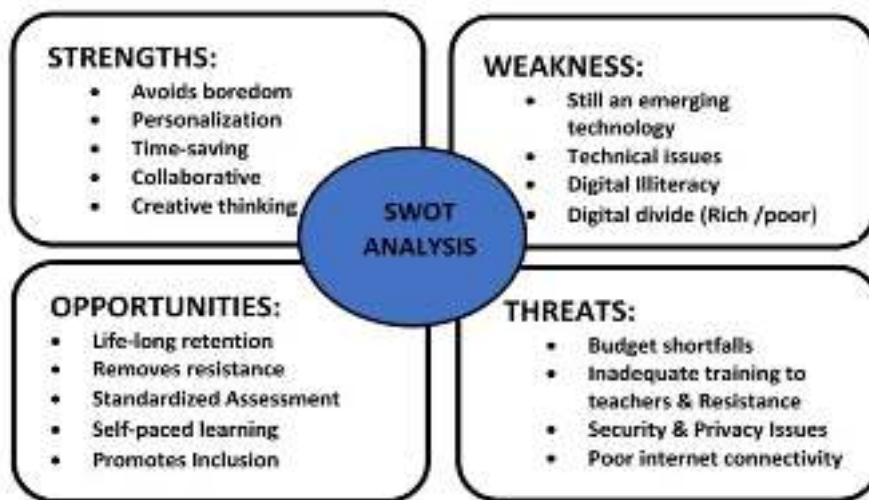 STRENGTHS:
• Avoids boredom
• Personalization
• Time-saving
• Collaborative
• Creative thinking
WEAKNESS:
• Still an emerging
technology
• Technical issues
• Digital Illiteracy
• Digital divide (Rich /poor)
SWOT
ANALYSIS
OPPORTUNITIES:
• Life-long retention
• Removes resistance
• Standardized Assessment
• Self-paced learning
• Promotes Inclusion
THREATS:
• Budget shortfalls
• Inadequate training to
teachers & Resistance
• Security & Privacy Issues
• Poor internet connectivity